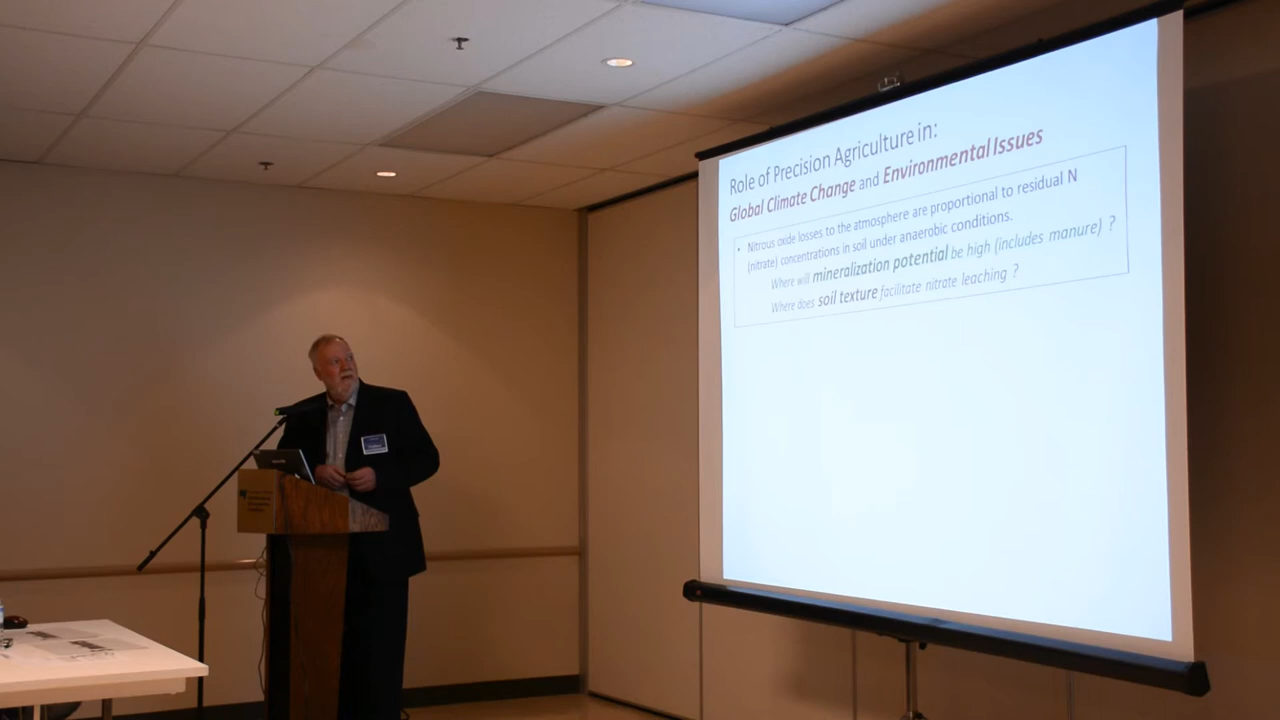 Role of Precision Agriculture in:
Global Climate Change and Environmental Issues
• Nitrous oxide losses to the atmosphere are proportional to residual N
(nitrate) concentrations in soil under anaerobic conditions.
Where will mineralization potential be high (includes manure) ?
Where does soil texture facilitate nitrate leaching ?